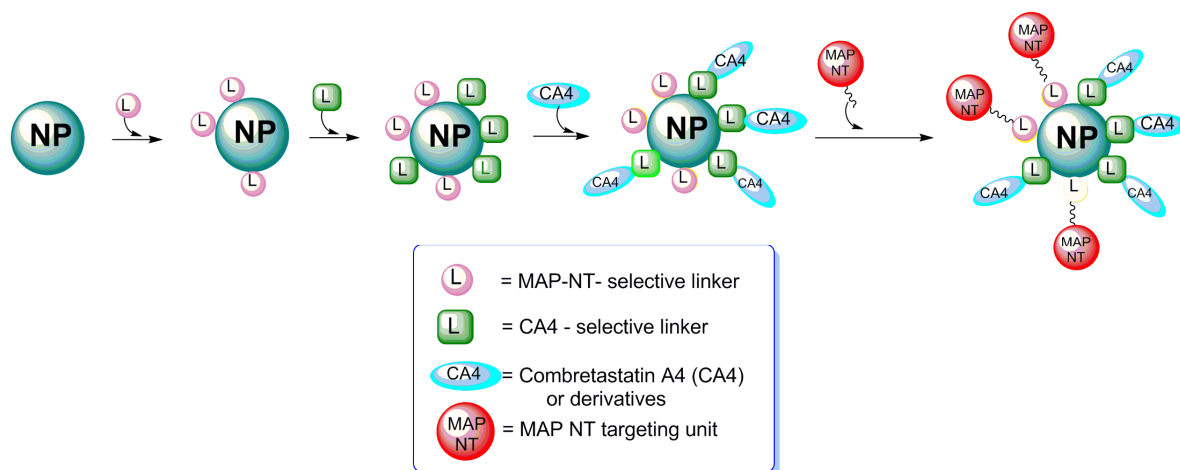 NP
L
L
L
L
NP
L
L
L
L
L
NP
L
L
L
L
CA4
CA4
L
L
L
NP
L
CA4
L
L
CA4
L
CA4
MAP
NT
MAP
NT
MAP
NT
L
L
CA4
L
NP
L
CA4
L
L
L
CA4
CA4
MAP
NT
L = MAP-NT- selective linker
L = CA4 - selective linker
CA4 = Combretastatin A4 (CA4)
or derivatives
MAP
NT = MAP NT targeting unit